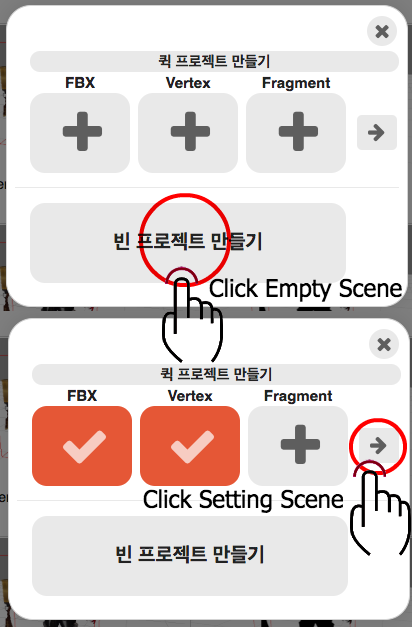 퀵 프로젝트 만들기
FBX Vertex Fragment
빈 프로젝트 만들기
Click Empty Scene
퀵 프로젝트 만들기
FBX Vertex Fragment
Click Setting Scene
빈 프로젝트 만들기